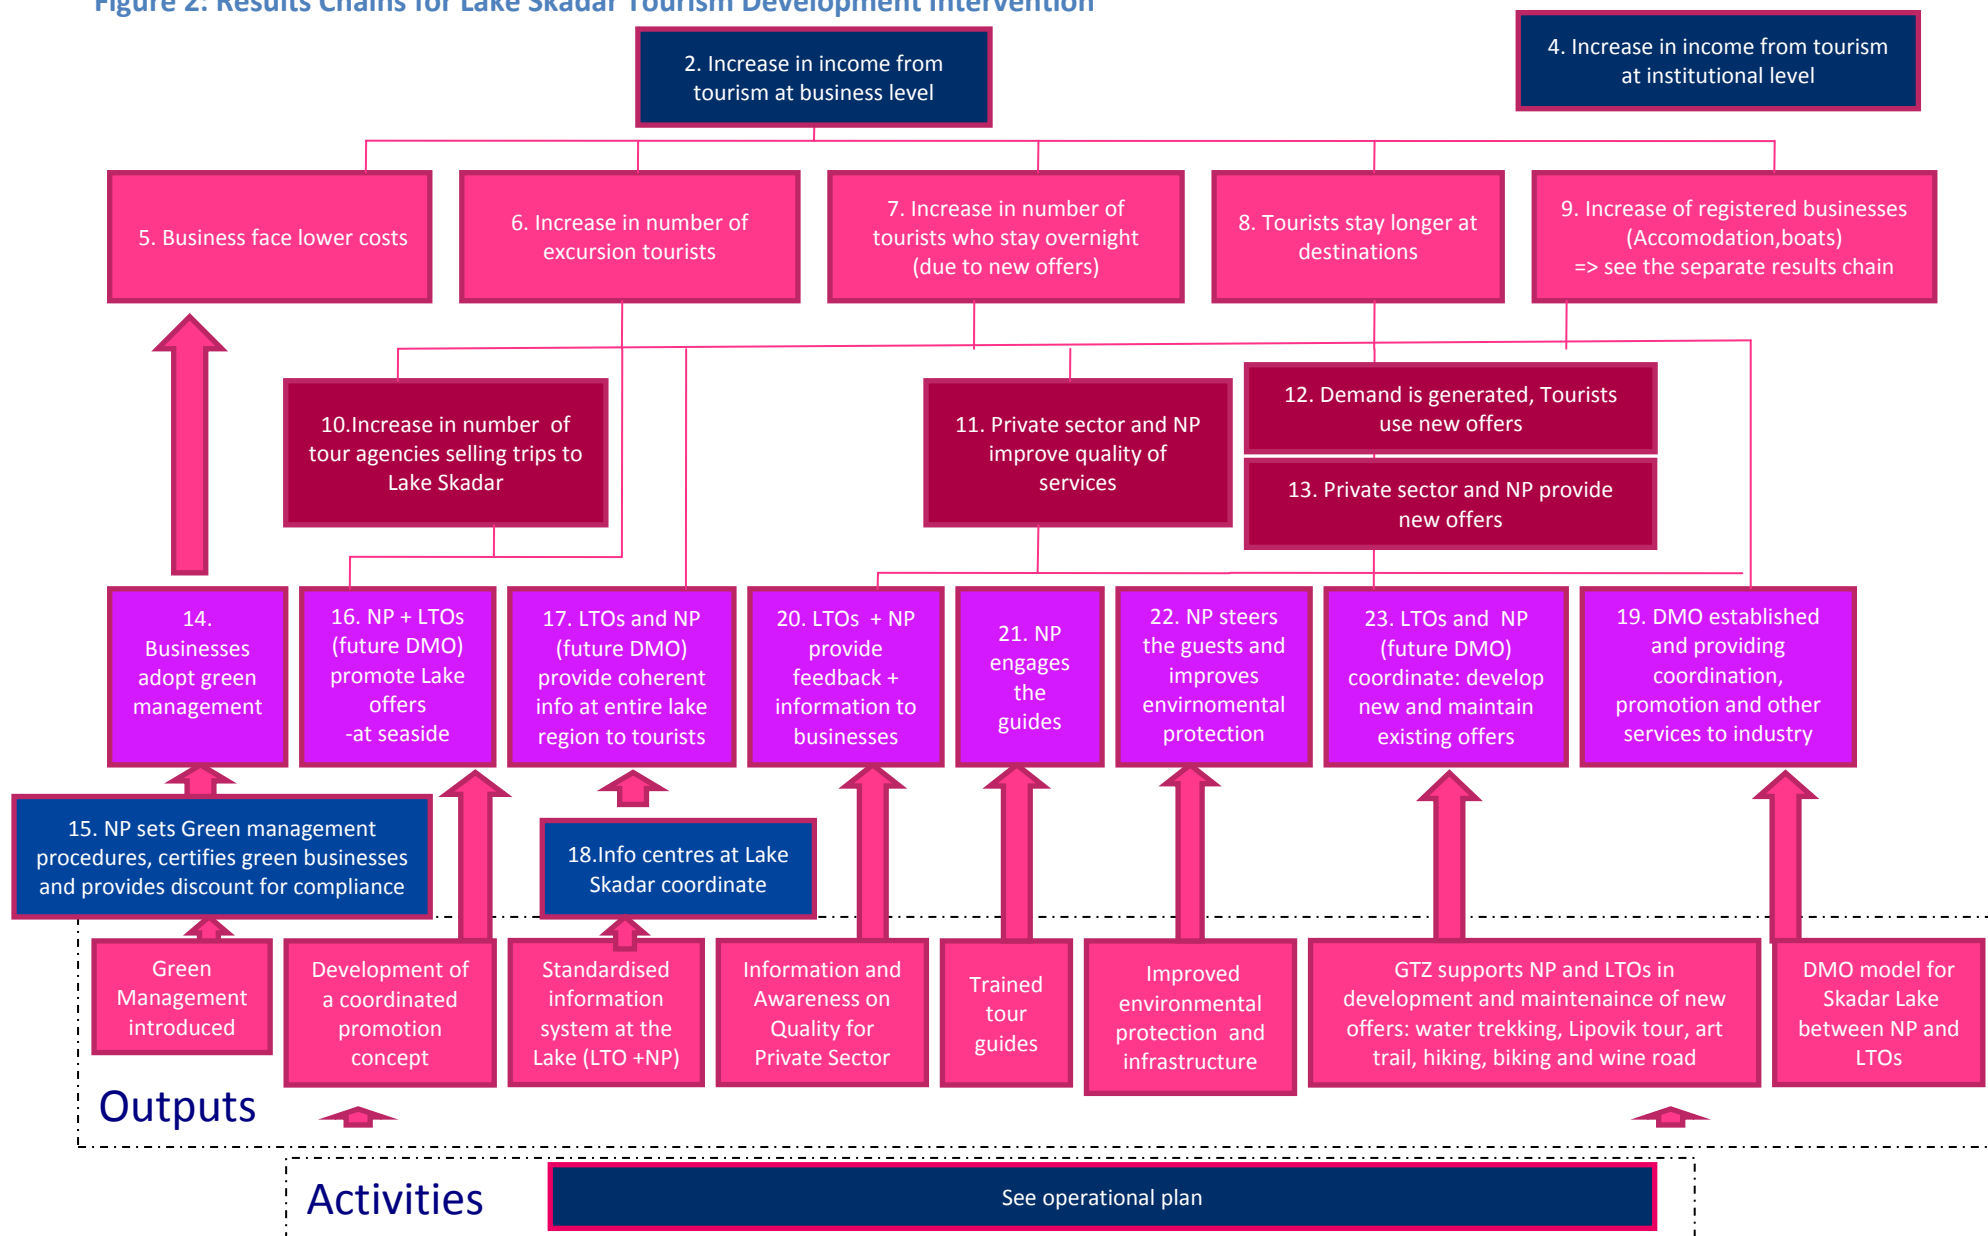 Figure 2: Results Chains for Lake Skadar Tourism Development Intervention
2. Increase in income from
tourism at business level
4. Increase in income from tourism
at institutional level
5. Business face lower costs
6. Increase in number of
excursion tourists
7. Increase in number of
tourists who stay overnight
(due to new offers)
8. Tourists stay longer at
destinations
9. Increase of registered businesses
(Accomodation,boats)
=> see the separate results chain
10.Increase in number of
tour agencies selling trips to
Lake Skadar
11. Private sector and NP
improve quality of
services
12. Demand is generated, Tourists
use new offers
13. Private sector and NP provide
new offers
14.
Businesses
adopt green
management
16. NP + LTOs
(future DMO)
promote Lake
offers
-at seaside
17. LTOs and NP
(future DMO)
provide coherent
info at entire lake
region to tourists
20. LTOs + NP
provide
feedback +
information to
businesses
21. NP
engages
the
guides
22. NP steers
the guests and
improves
envirnomental
protection
23. LTOs and NP
(future DMO)
coordinate: develop
new and maintain
existing offers
19. DMO established
and providing
coordination,
promotion and other
services to industry
15. NP sets Green management
procedures, certifies green businesses
and provides discount for compliance
18.Info centres at Lake
Skadar coordinate
Green
Management
introduced
Development of
a coordinated
promotion
concept
Standardised
information
system at the
Lake (LTO +NP)
Information and
Awareness on
Quality for
Private Sector
Trained
tour
guides
Improved
environmental
protection and
infrastructure
GTZ supports NP and LTOs in
development and maintenaince of new
offers: water trekking, Lipovik tour, art
trail, hiking, biking and wine road
DMO model for
Skadar Lake
between NP and
LTOs
Outputs
Activities
See operational plan